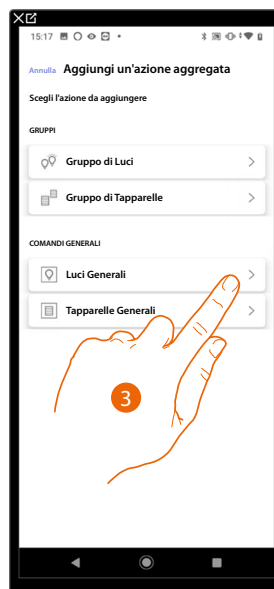 15:17
Annulla Aggiungi un'azione aggregata
Scegli l'azione da aggiungere
GRUPPI
Gruppo di Luci
Gruppo di Tapparelle
COMANDI GENERALI
Luci Generali
Tapparelle Generali
3